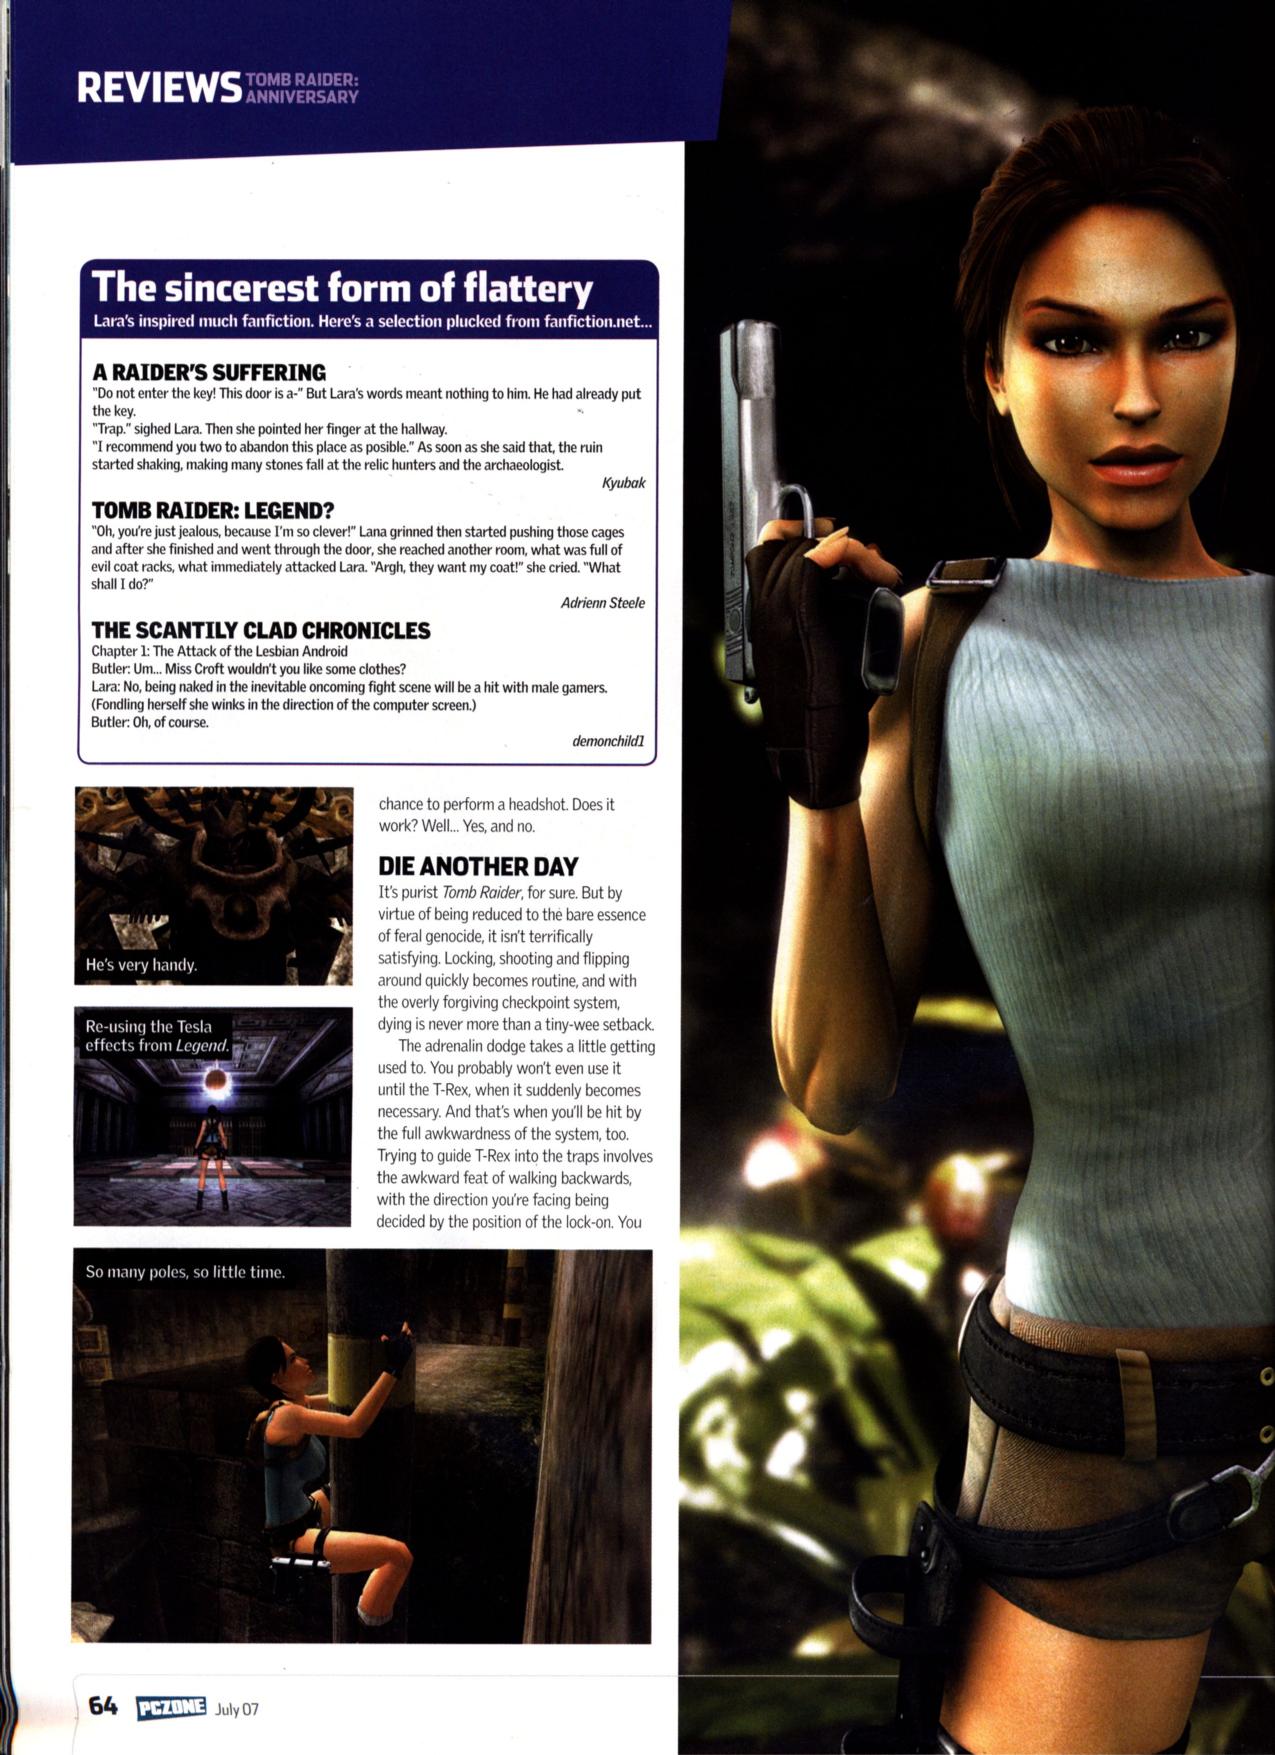 REVIEWS TOMB RAIDER:
ANNIVERSARY
The sincerest form of flattery
Lara's inspired much fanfiction. Here's a selection plucked from fanfiction.net...
A RAIDER'S SUFFERING
"Do not enter the key! This door is a-" But Lara's words meant nothing to him. He had already put
the key.
"Trap." sighed Lara. Then she pointed her finger at the hallway.
"I recommend you two to abandon this place as posible." As soon as she said that, the ruin
started shaking, making many stones fall at the relic hunters and the archaeologist.
Kyubak
TOMB RAIDER: LEGEND?
"Oh, you're just jealous, because I'm so clever!" Lana grinned then started pushing those cages
and after she finished and went through the door, she reached another room, what was full of
evil coat racks, what immediately attacked Lara. "Argh, they want my coat!" she cried. "What
shall I do?"
Adrienn Steele
THE SCANTILY CLAD CHRONICLES
Chapter 1: The Attack of the Lesbian Android
Butler: Um... Miss Croft wouldn't you like some clothes?
Lara: No, being naked in the inevitable oncoming fight scene will be a hit with male gamers.
(Fondling herself she winks in the direction of the computer screen.)
Butler: Oh, of course.
demonchild1
He's very handy.
Re-using the Tesla
effects from Legend.
chance to perform a headshot. Does it
work? Well... Yes, and no.
DIE ANOTHER DAY
It's purist Tomb Raider, for sure. But by
virtue of being reduced to the bare essence
of feral genocide, it isn't terrifically
satisfying. Locking, shooting and flipping
around quickly becomes routine, and with
the overly forgiving checkpoint system,
dying is never more than a tiny-wee setback.
The adrenalin dodge takes a little getting
used to. You probably won't even use it
until the T-Rex, when it suddenly becomes
necessary. And that's when you'll be hit by
the full awkwardness of the system, too.
Trying to guide T-Rex into the traps involves
the awkward feat of walking backwards,
with the direction you're facing being
decided by the position of the lock-on. You
So many poles, so little time.
64 PCZONE July 07